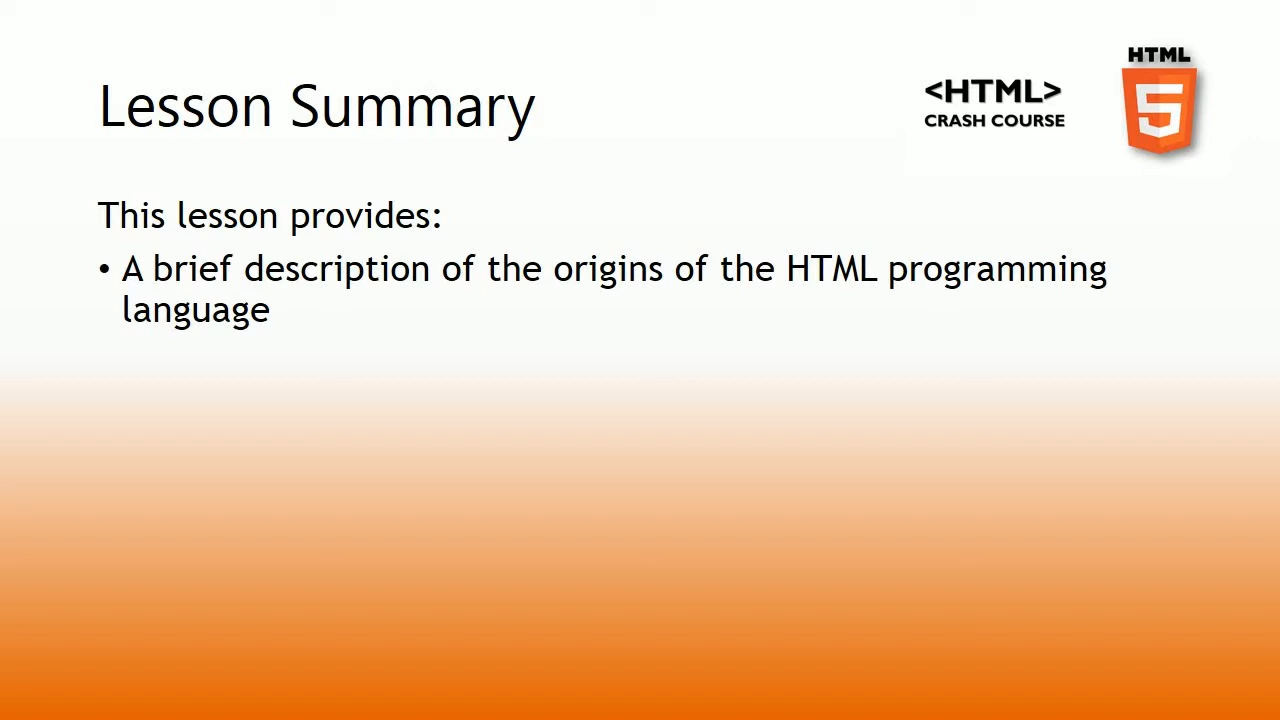 Lesson Summary
<HTML>
CRASH COURSE
HTML
5
This lesson provides:
• A brief description of the origins of the HTML programming
language